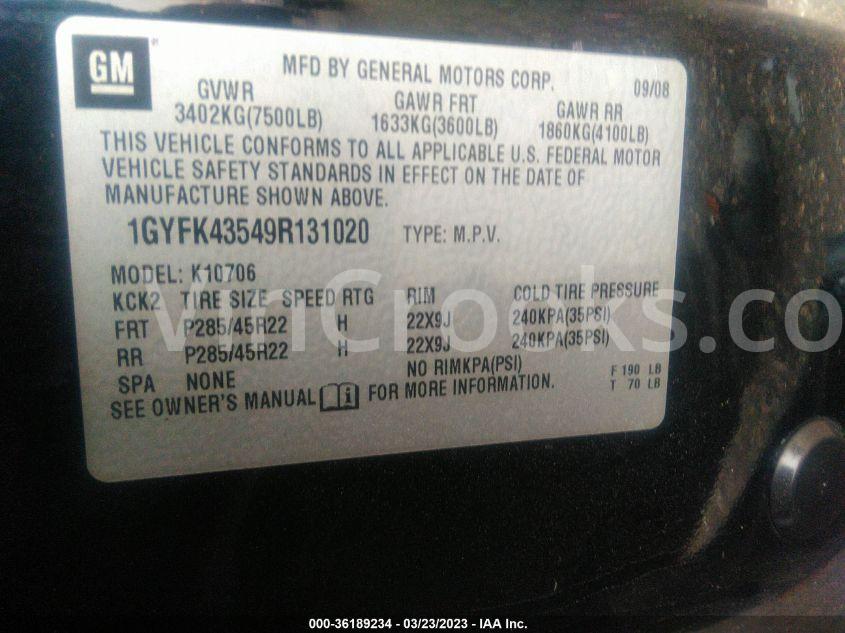 GM
MFD BY GENERAL MOTORS CORP. 09/08
GVWR GAWR FRT GAWR RR
3402KG(7500LB) 1633KG(3600LB) 1860KG(4100LB)
THIS VEHICLE CONFORMS TO ALL APPLICABLE U.S. FEDERAL MOTOR
VEHICLE SAFETY STANDARDS IN EFFECT ON THE DATE OF
MANUFACTURE SHOWN ABOVE.
1GYFK43549R131020 TYPE: M.P.V.
MODEL: K10706
KCK2 TIRE SIZE SPEED RTG RIM COLD TIRE PRESSURE
FRT P285/45R22 H 22X9J 240KPA(35PSI)
RR P285/45R22 H 22X9J 240KPA(35PSI)
SPA NONE NO RIMKPA(PSI) F 190 LB
SEE OWNER'S MANUAL FOR MORE INFORMATION. T 70 LB
VinCrooks.co
000-36189234 - 03/23/2023 - IAA Inc.